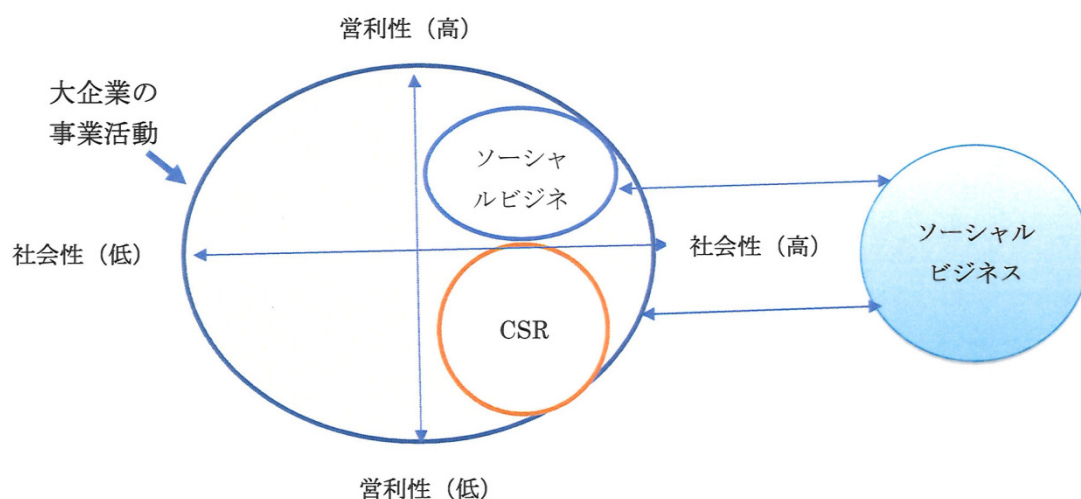 営利性（高）
大企業の
事業活動
ソーシャ
ルビジネ
社会性（低）
社会性（高）
ソーシャル
ビジネス
CSR
営利性（低）